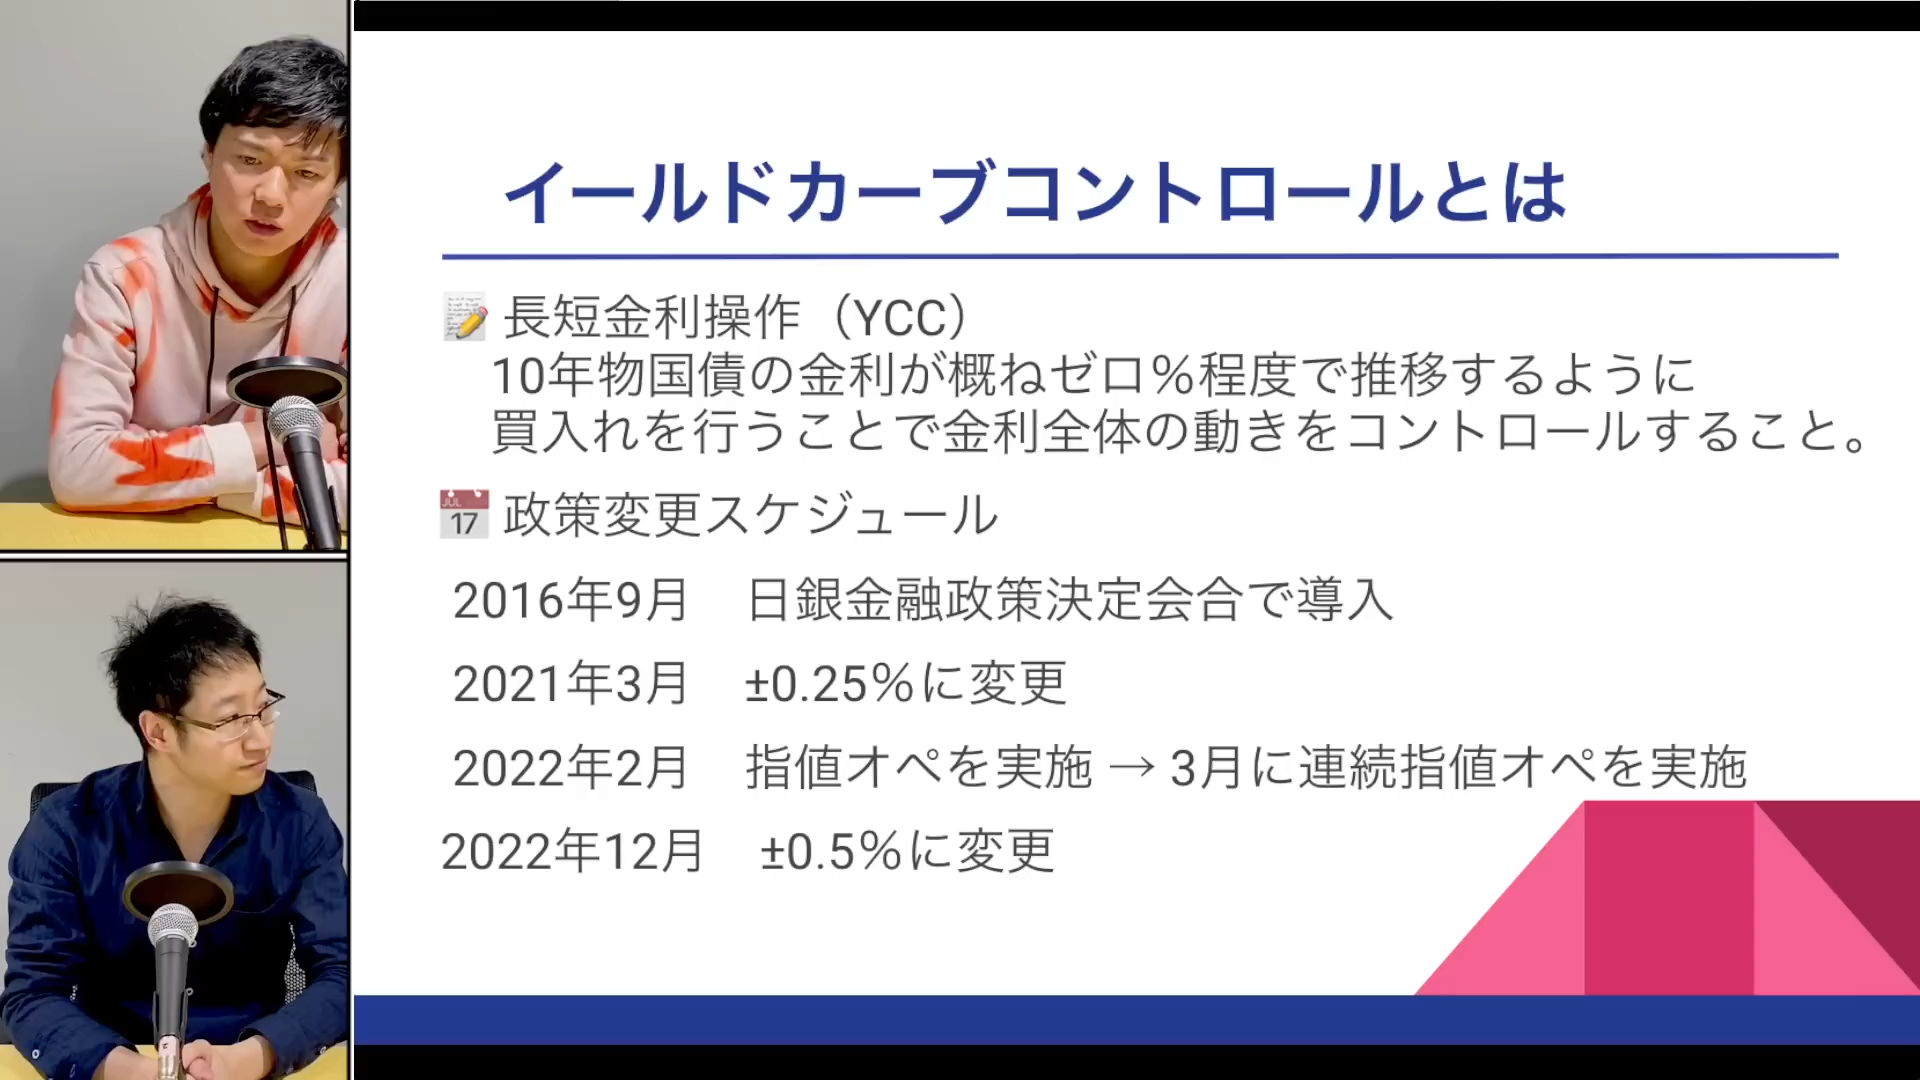 イールドカーブコントロールとは
長短金利操作（YCC）
10年物国債の金利が概ねゼロ％程度で推移するように
買入れを行うことで金利全体の動きをコントロールすること。
JUL
17
政策変更スケジュール
2016年9月　日銀金融政策決定会合で導入
2021年3月　±0.25％に変更
2022年2月　指値オペを実施 → 3月に連続指値オペを実施
2022年12月　±0.5％に変更